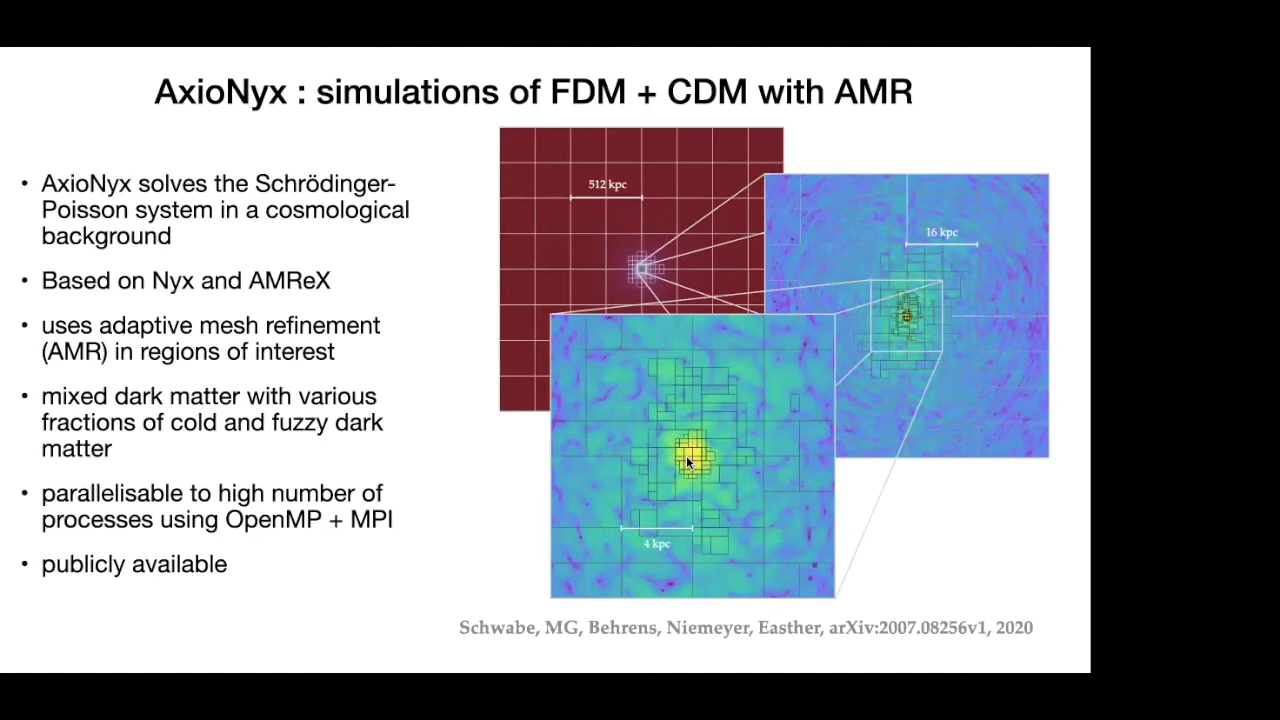 AxioNyx : simulations of FDM + CDM with AMR
• AxioNyx solves the Schrödinger-
Poisson system in a cosmological
background
• Based on Nyx and AMReX
• uses adaptive mesh refinement
(AMR) in regions of interest
• mixed dark matter with various
fractions of cold and fuzzy dark
matter
• parallelisable to high number of
processes using OpenMP + MPI
• publicly available
512 kpc
16 kpc
4 kpc
Schwabe, MG, Behrens, Niemeyer, Easther, arXiv:2007.08256v1, 2020